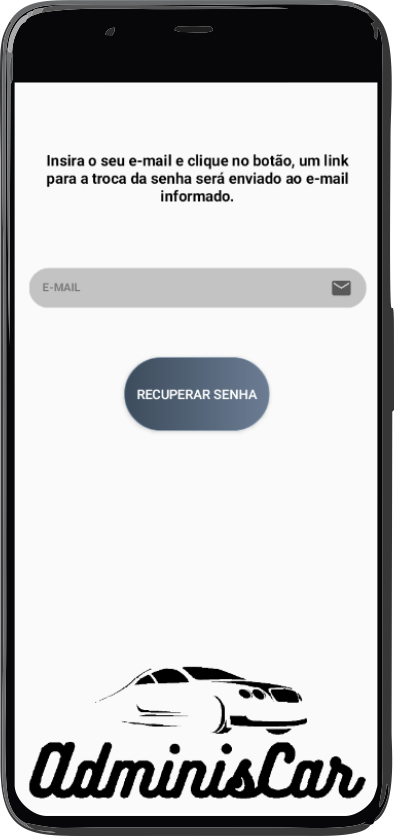 Insira o seu e-mail e clique no botão, um link
para a troca da senha será enviado ao e-mail
informado.
E-MAIL
RECUPERAR SENHA
AdminisCar